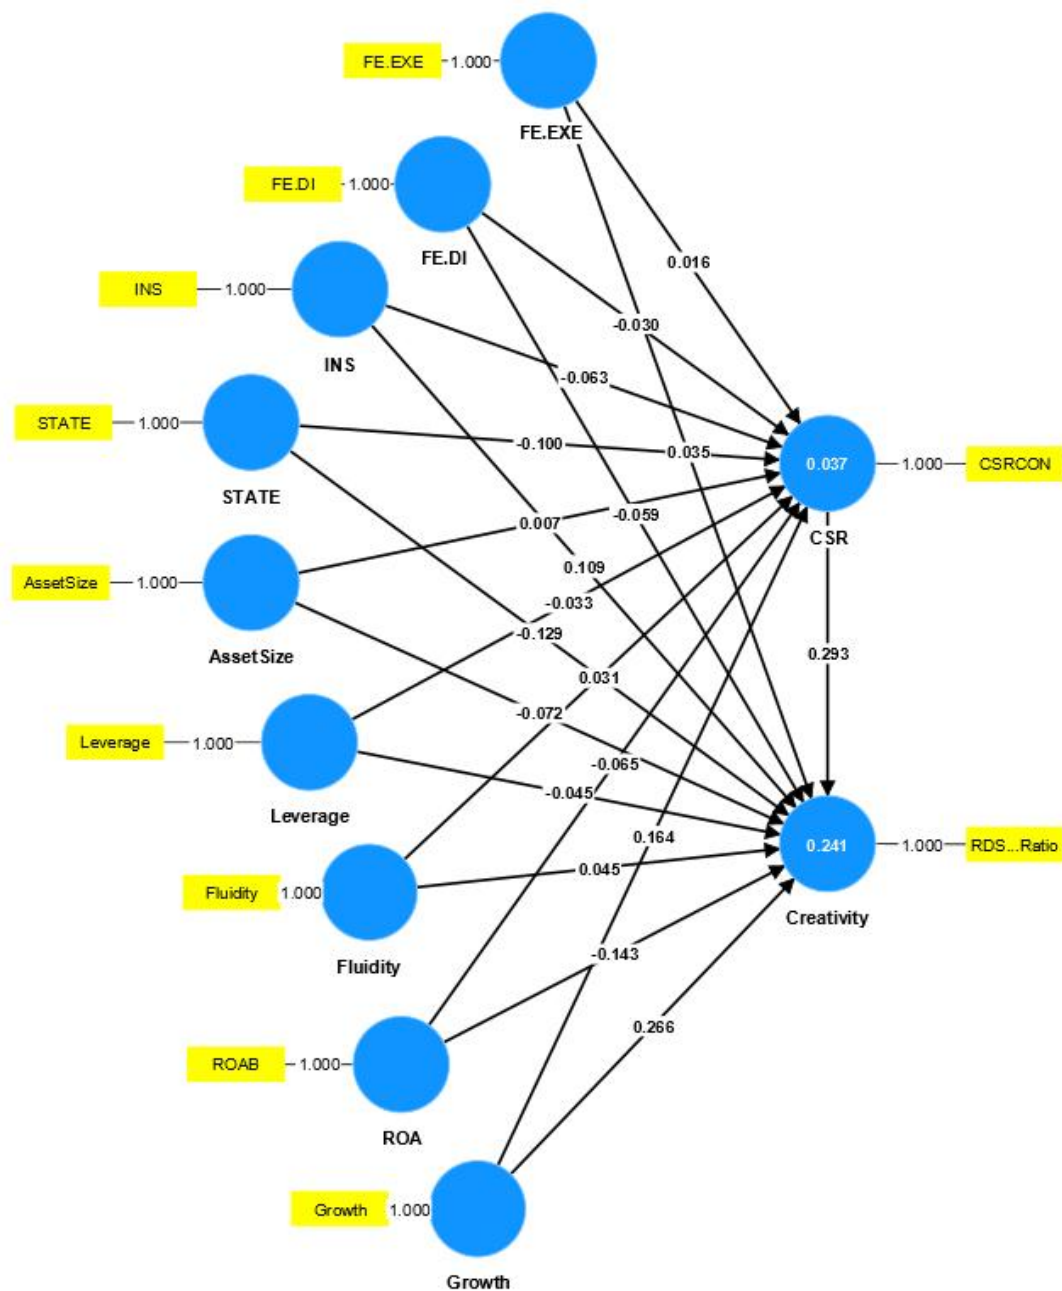 FE.EXE
1.000
FE.EXE
FE.DI
1.000
FE.DI
0.016
INS
1.000
INS
-0.030
-0.063
STATE
1.000
STATE
-0.100
0.035
0.037
CSR
1.000
CSRCON
0.007
-0.059
AssetSize
1.000
AssetSize
0.109
-0.033
-0.129
0.293
0.031
-0.072
Leverage
1.000
Leverage
-0.065
-0.045
0.164
0.241
Creativity
1.000
RDS...Ratio
Fluidity
1.000
Fluidity
0.045
-0.143
0.266
ROAB
1.000
ROA
Growth
1.000
Growth